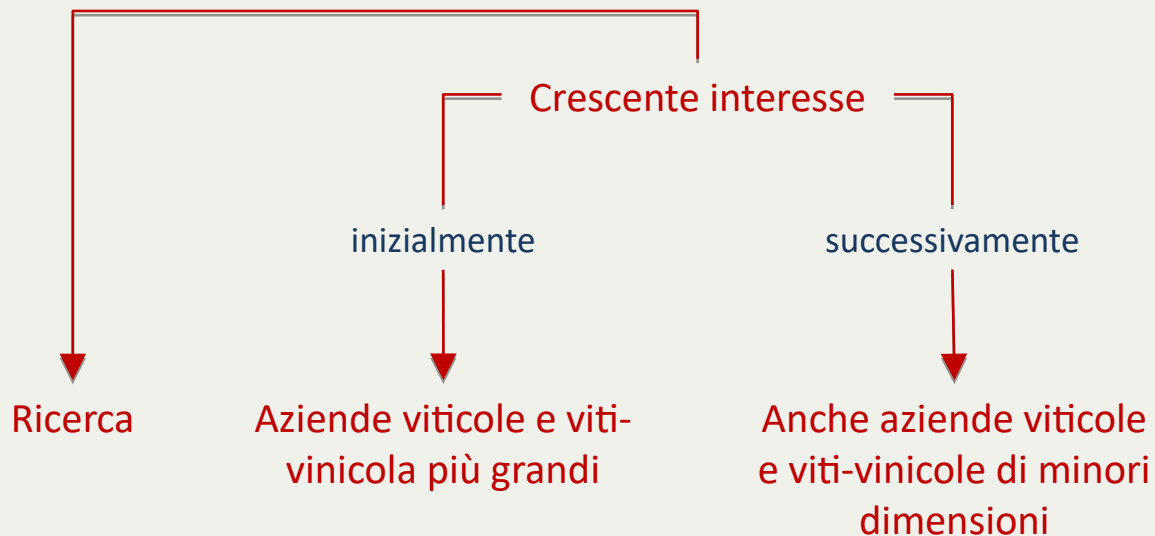 Crescente interesse
inizialmente
successivamente
Ricerca
Aziende viticole e viti-
vinicola più grandi
Anche aziende viticole
e viti-vinicole di minori
dimensioni